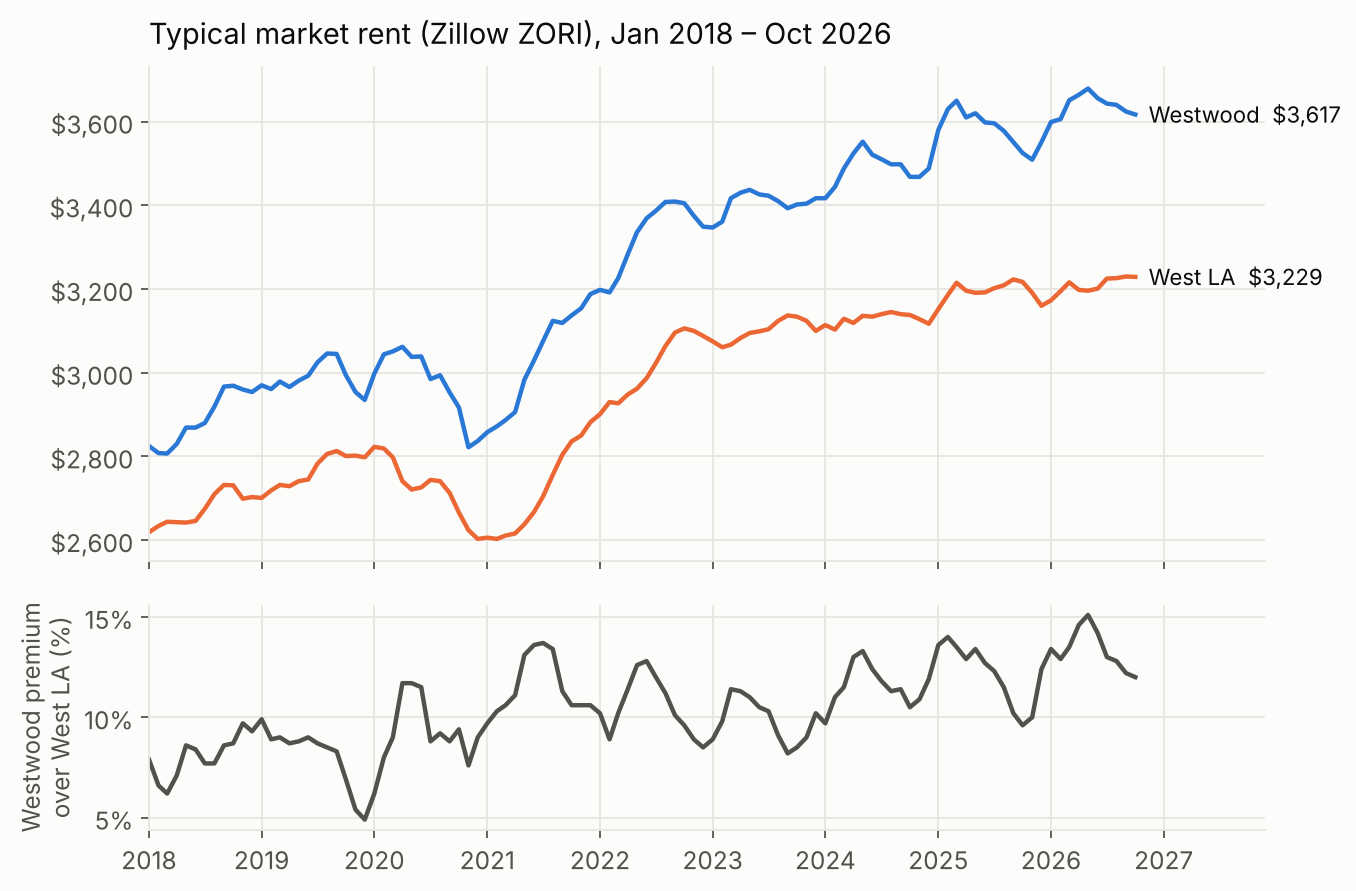 Typical market rent (Zillow ZORI), Jan 2018 – Oct 2026
$3,600
$3,400
$3,200
$3,000
$2,800
$2,600
Westwood $3,617
West LA $3,229
Westwood premium
over West LA (%)
15%
10%
5%
2018 2019 2020 2021 2022 2023 2024 2025 2026 2027